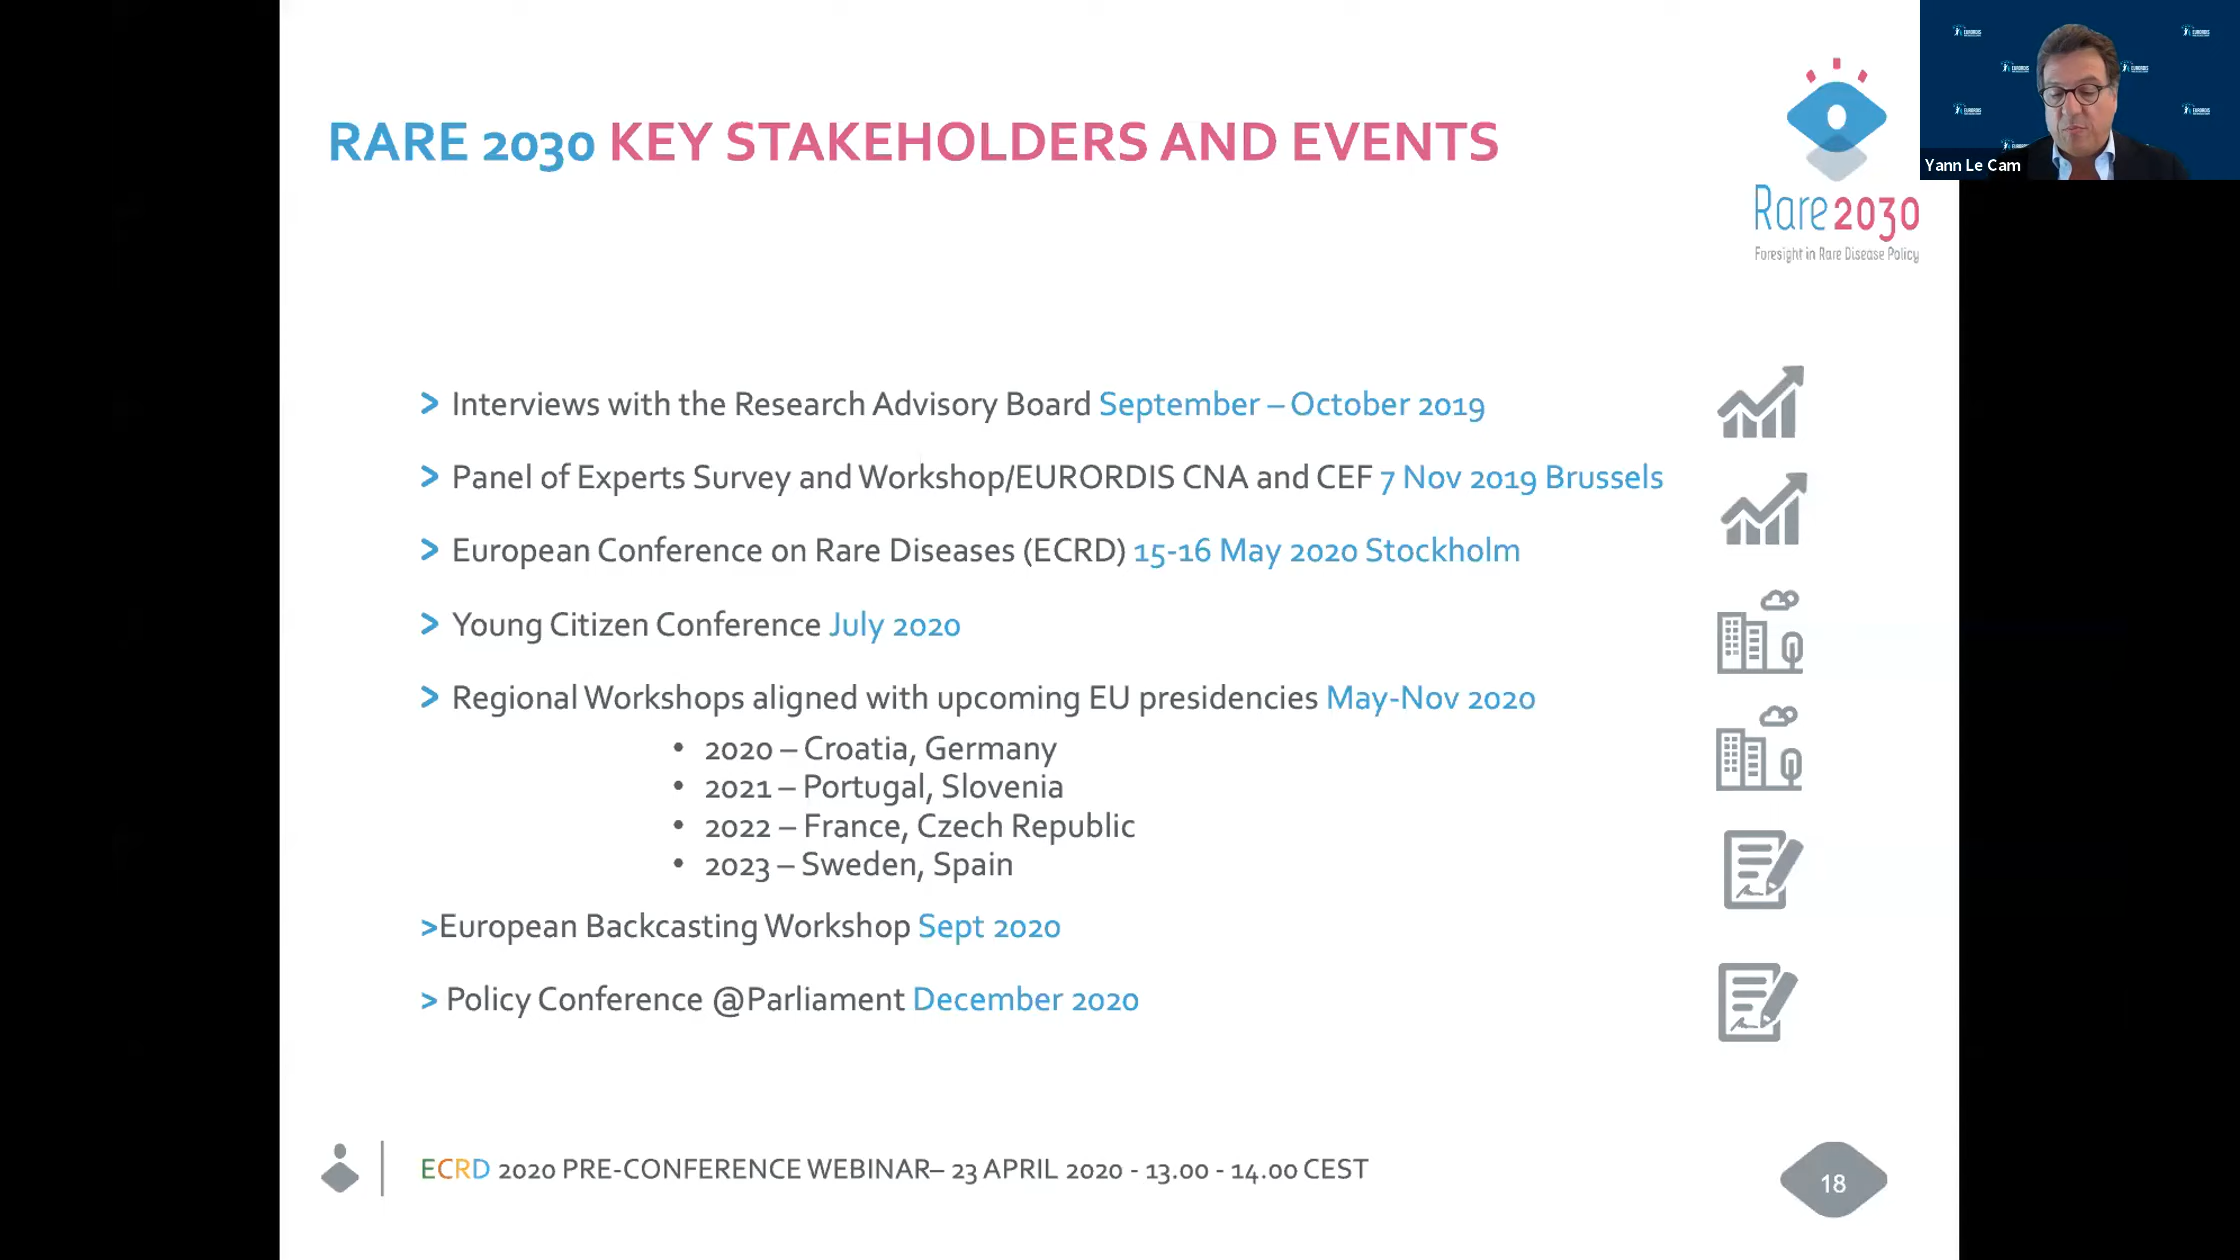 RARE 2030 KEY STAKEHOLDERS AND EVENTS
Yann Le Cam
Rare2030
Foresight in Rare Disease Policy
> Interviews with the Research Advisory Board September – October 2019
> Panel of Experts Survey and Workshop/EURORDIS CNA and CEF 7 Nov 2019 Brussels
> European Conference on Rare Diseases (ECRD) 15-16 May 2020 Stockholm
> Young Citizen Conference July 2020
> Regional Workshops aligned with upcoming EU presidencies May-Nov 2020
• 2020 – Croatia, Germany
• 2021 – Portugal, Slovenia
• 2022 – France, Czech Republic
• 2023 – Sweden, Spain
>European Backcasting Workshop Sept 2020
> Policy Conference @Parliament December 2020
ECRD 2020 PRE-CONFERENCE WEBINAR– 23 APRIL 2020 - 13.00 - 14.00 CEST
18